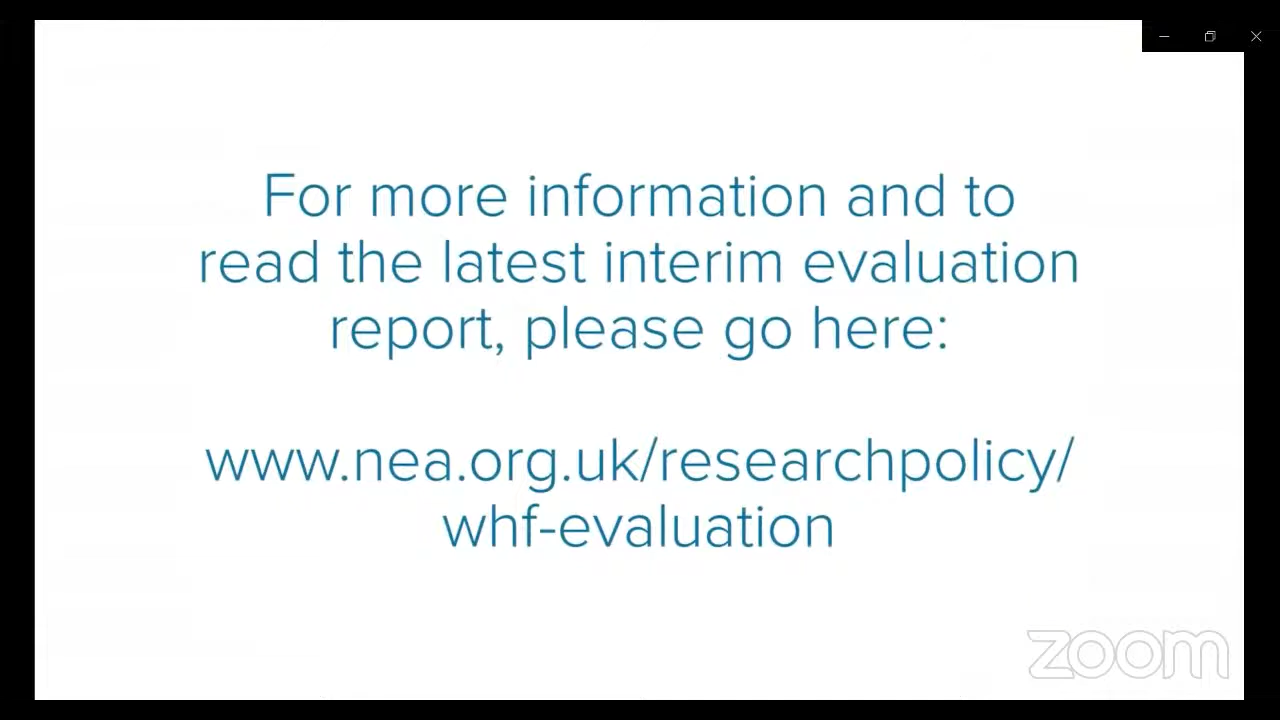 For more information and to
read the latest interim evaluation
report, please go here:
www.nea.org.uk/researchpolicy/
whf-evaluation
zoom